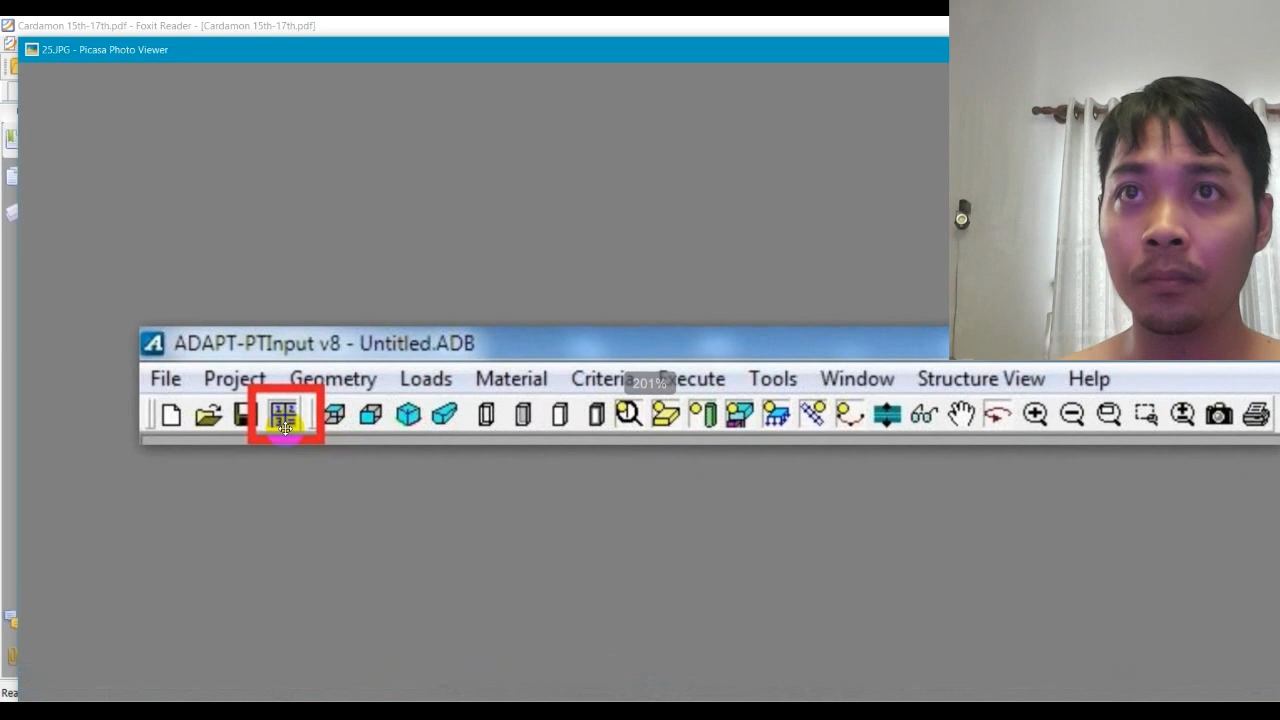 Cardamon 15th-17th.pdf - Foxit Reader - [Cardamon 15th-17th.pdf]
25.JPG - Picasa Photo Viewer
ADAPT-PTInput v8 - Untitled.ADB
File Project Geometry Loads Material Criteria Execute Tools Window Structure View Help
201%
Rea